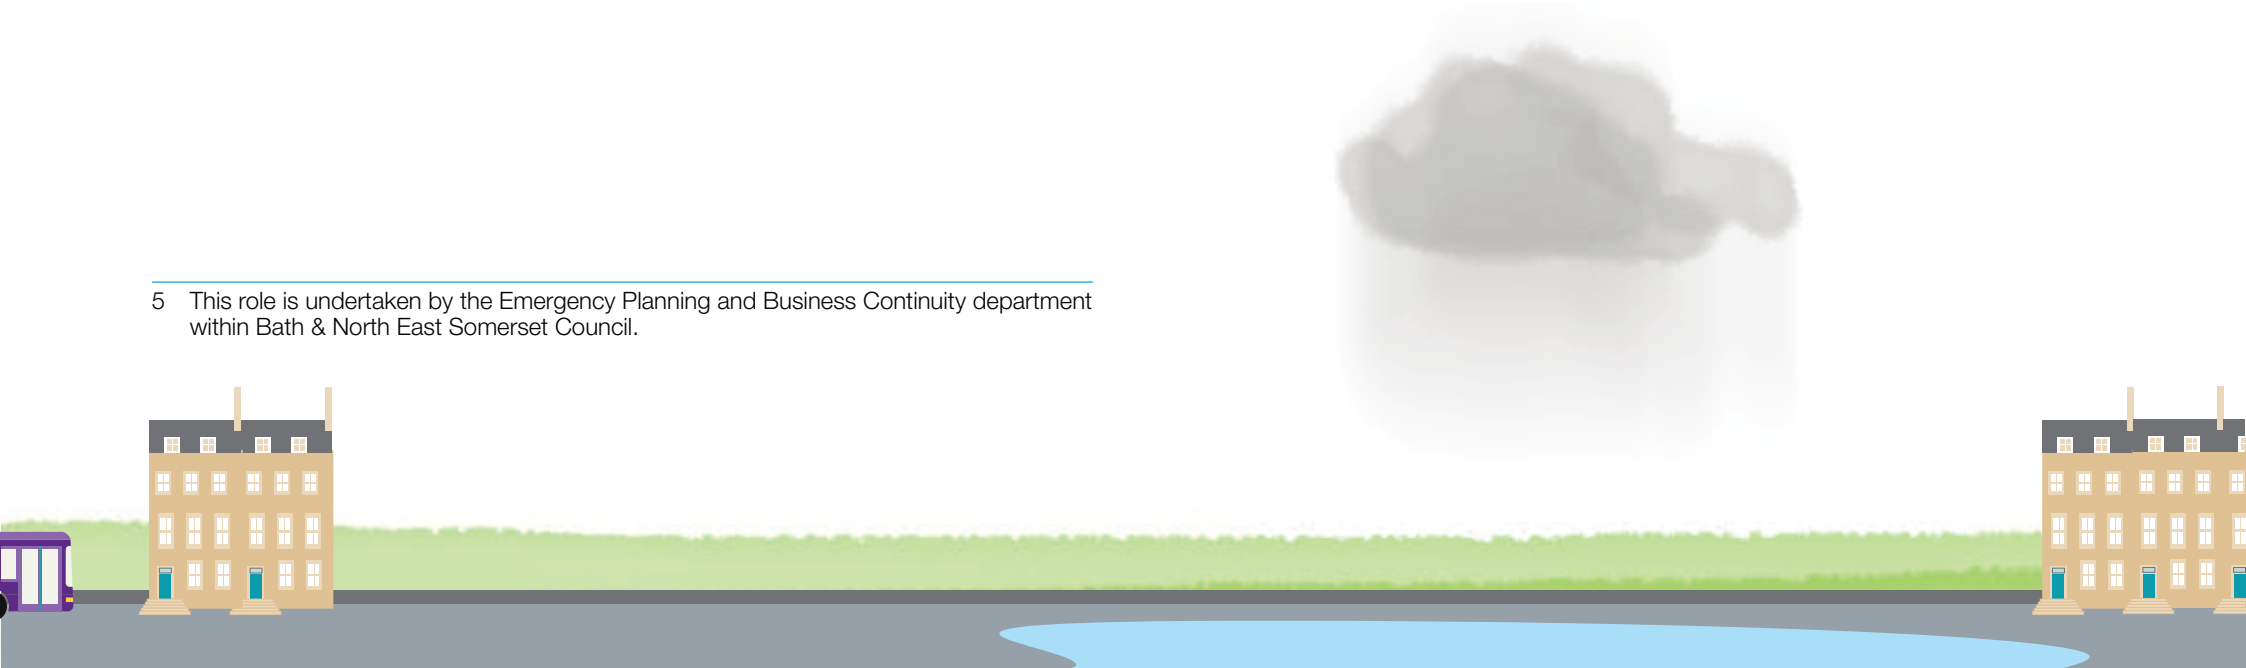 5 This role is undertaken by the Emergency Planning and Business Continuity department
within Bath & North East Somerset Council.